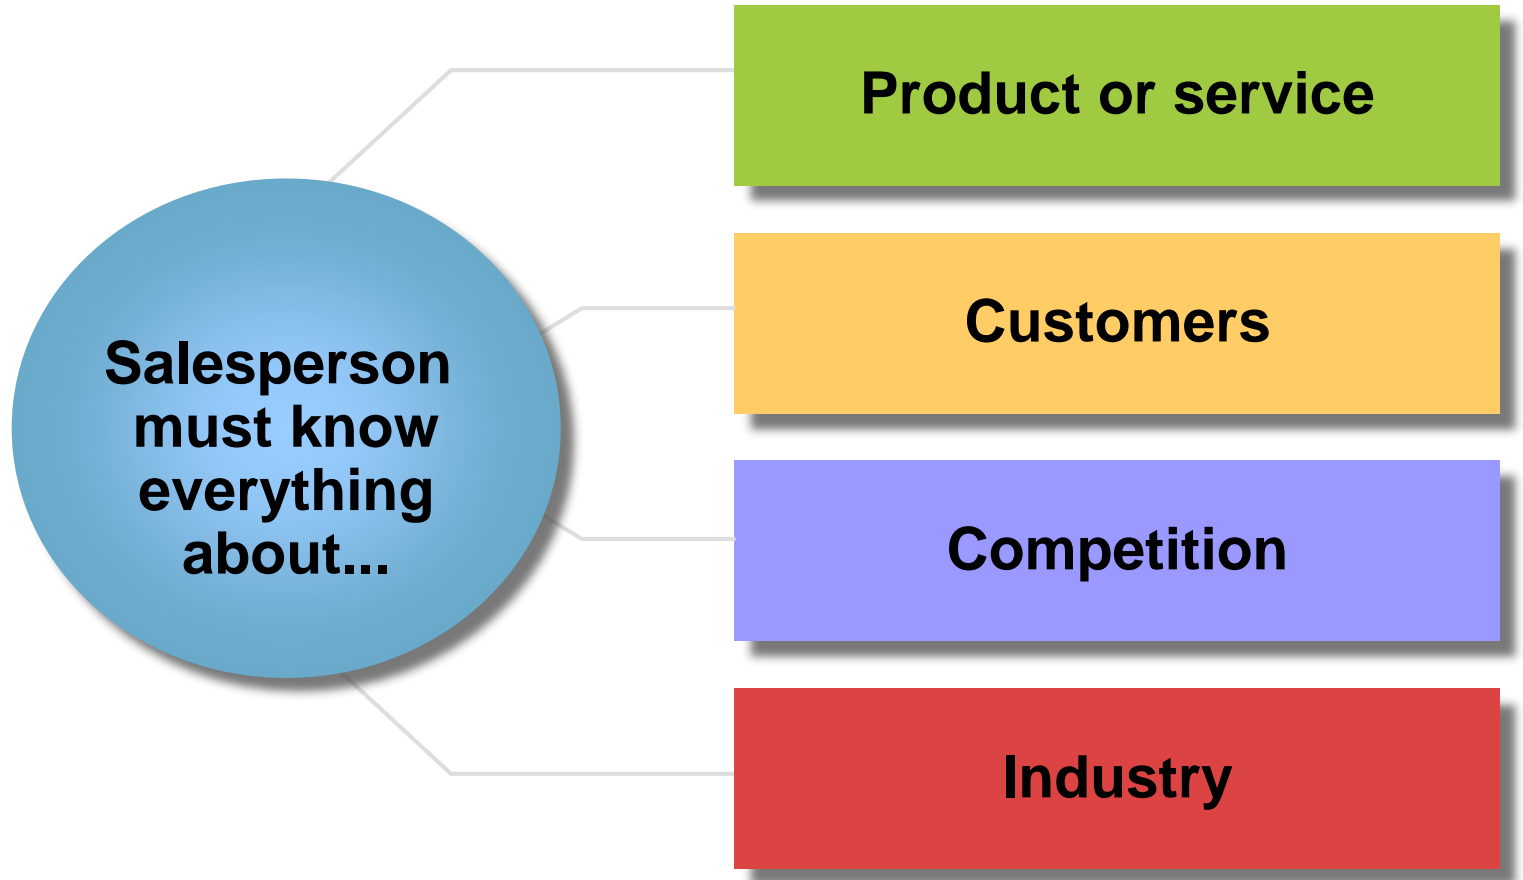 Salesperson
must know
everything
about...
Product or service
Customers
Competition
Industry